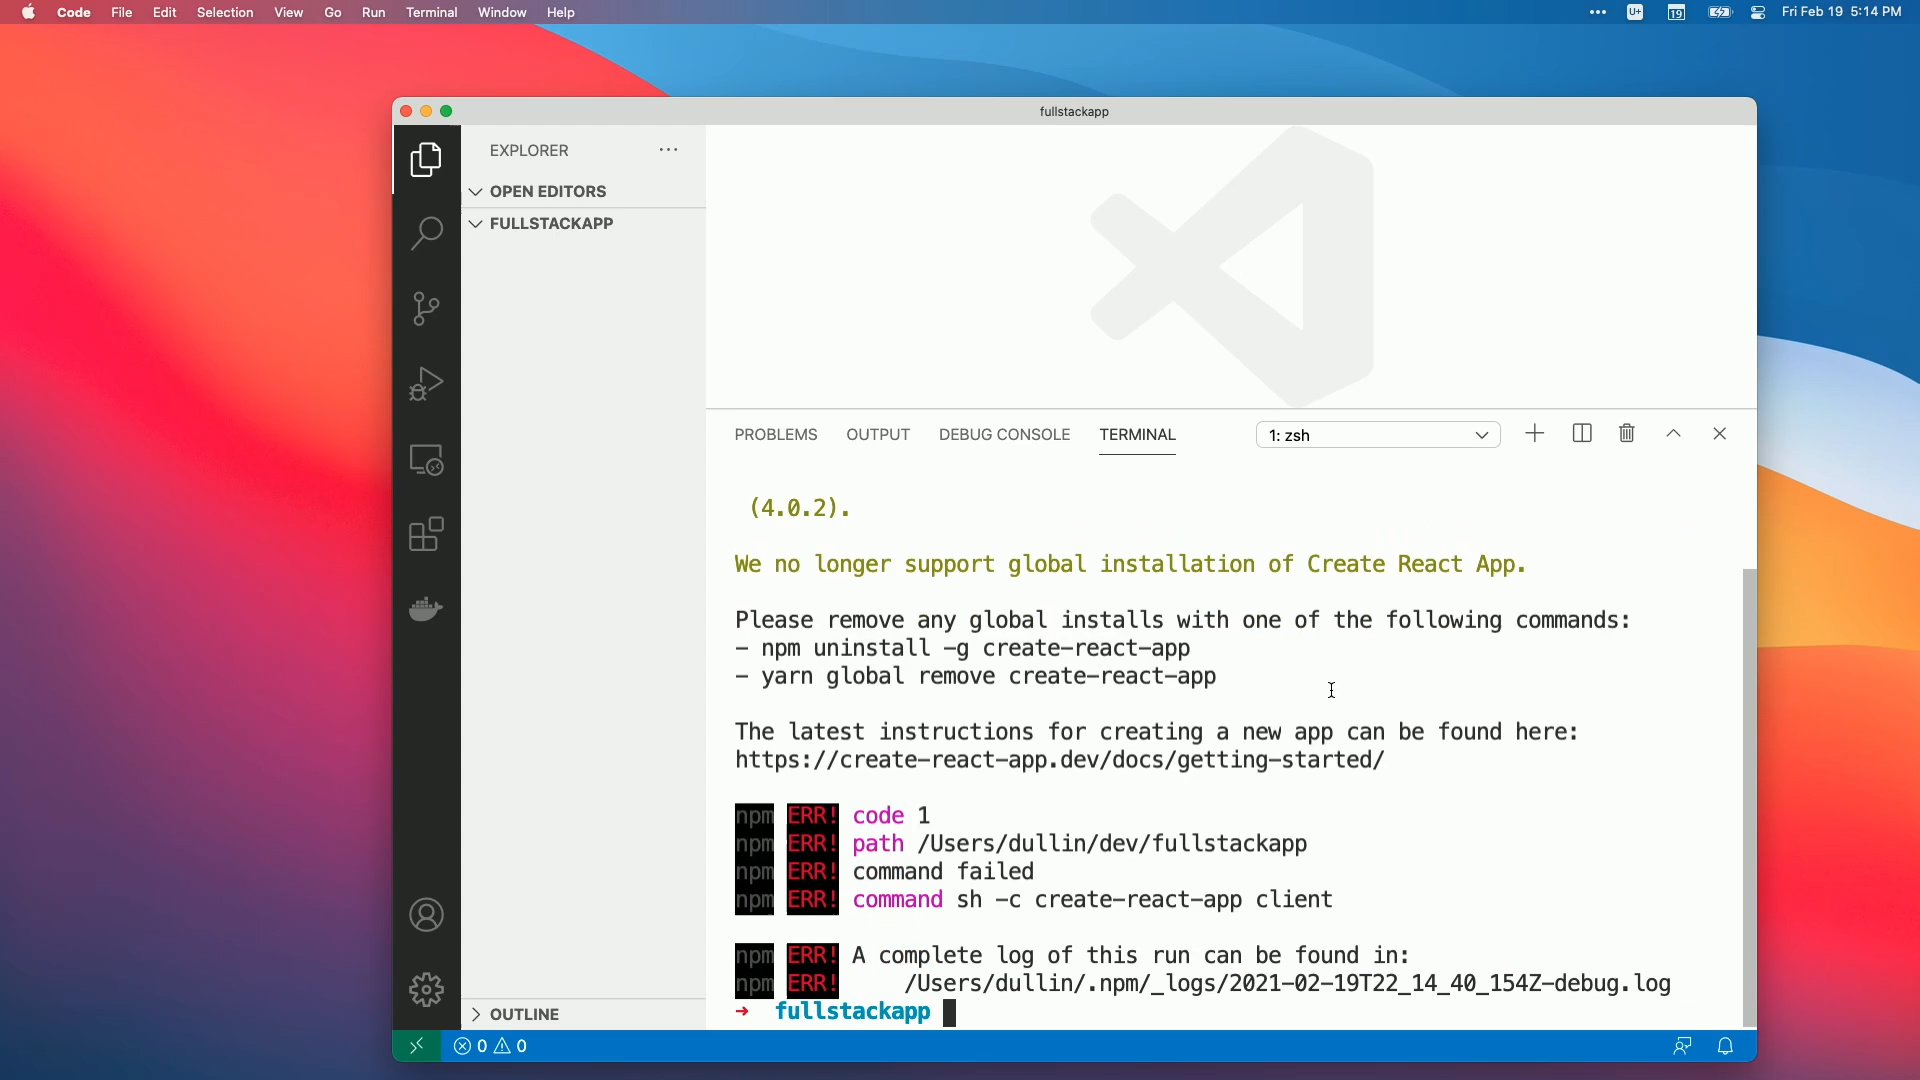 Code File Edit Selection View Go Run Terminal Window Help
U+ 19 Fri Feb 19 5:14 PM
fullstackapp
EXPLORER
OPEN EDITORS
FULLSTACKAPP
PROBLEMS OUTPUT DEBUG CONSOLE TERMINAL 1: zsh
(4.0.2).
We no longer support global installation of Create React App.
Please remove any global installs with one of the following commands:
- npm uninstall -g create-react-app
- yarn global remove create-react-app
The latest instructions for creating a new app can be found here:
https://create-react-app.dev/docs/getting-started/
npm ERR! code 1
npm ERR! path /Users/dullin/dev/fullstackapp
npm ERR! command failed
npm ERR! command sh -c create-react-app client
npm ERR! A complete log of this run can be found in:
npm ERR! /Users/dullin/.npm/_logs/2021-02-19T22_14_40_154Z-debug.log
➜ fullstackapp
OUTLINE
0 0